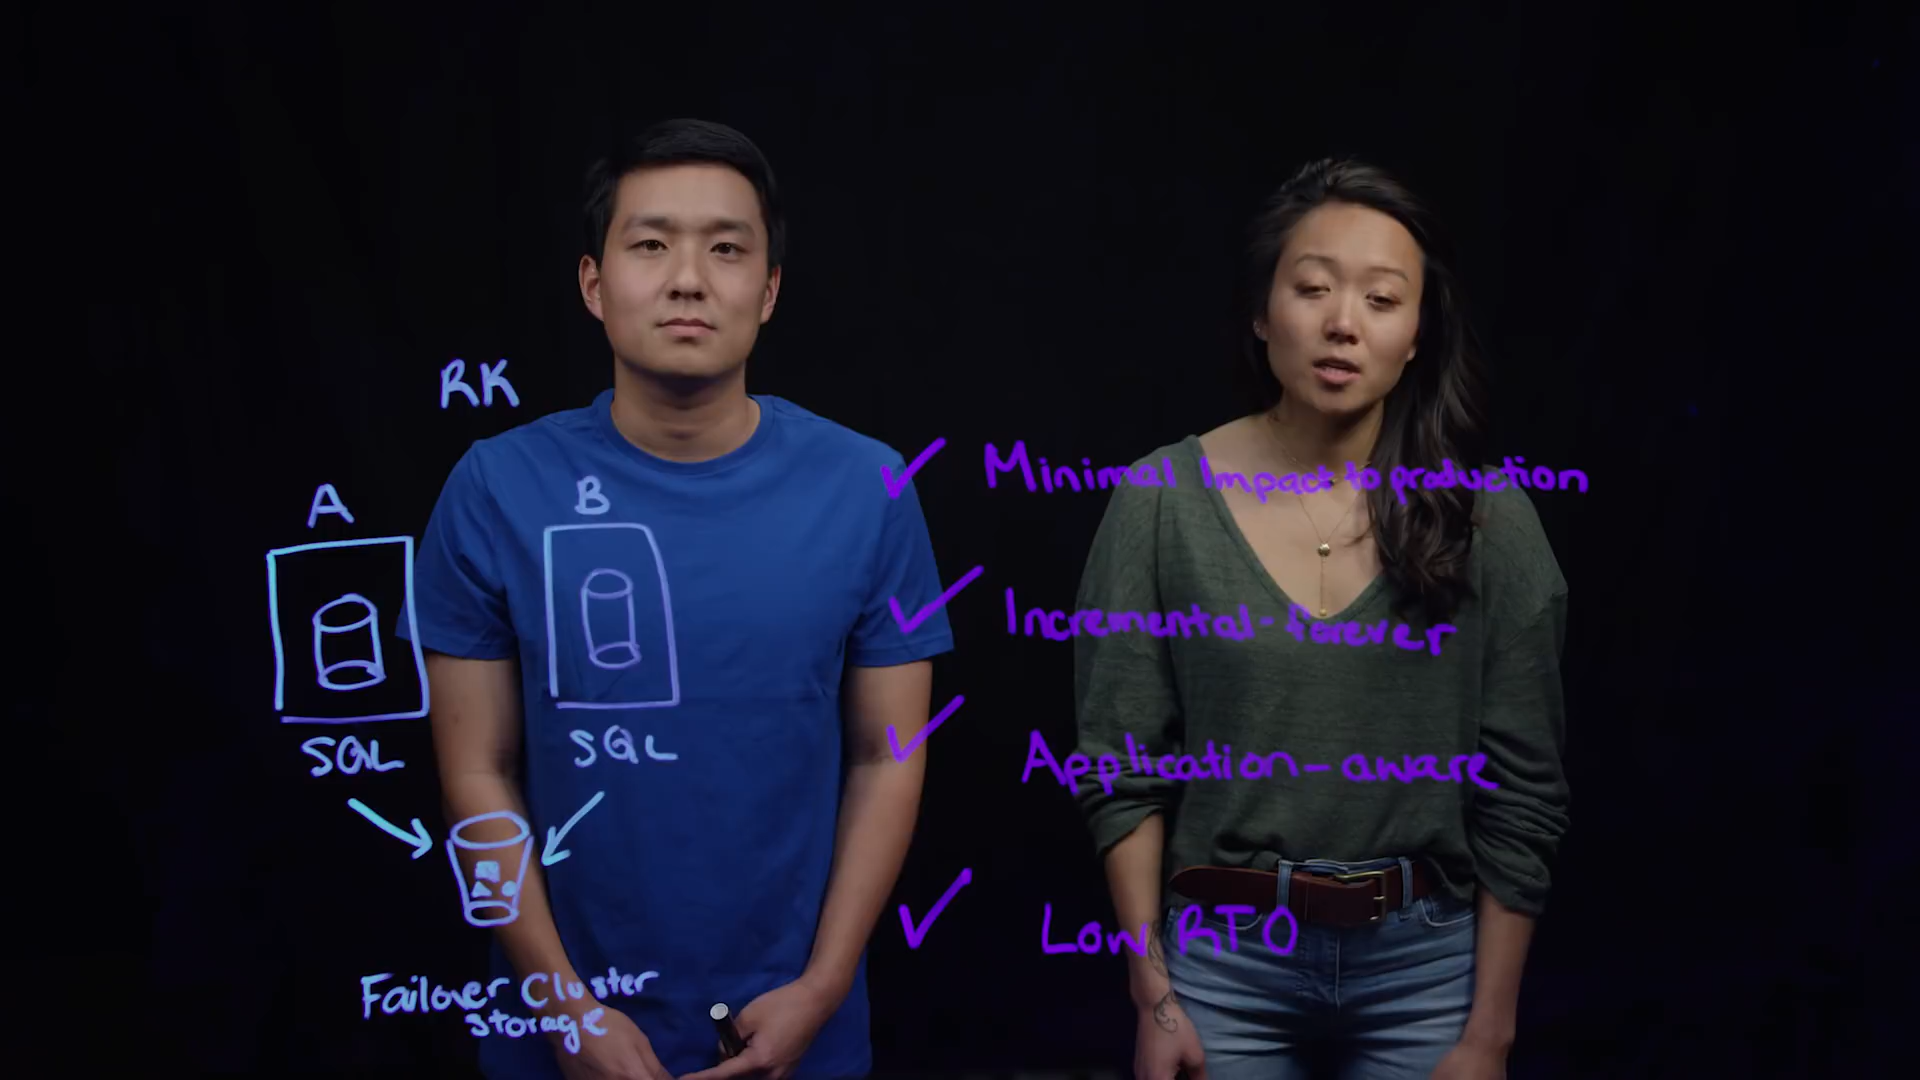 RK
A
B
SQL
SQL
Failover Cluster
storage
Minimal Impact to production
Incremental-forever
Application-aware
Low RTO